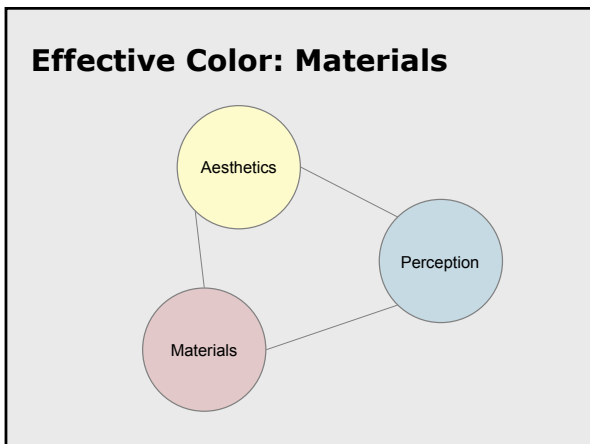 Effective Color: Materials
Aesthetics
Perception
Materials